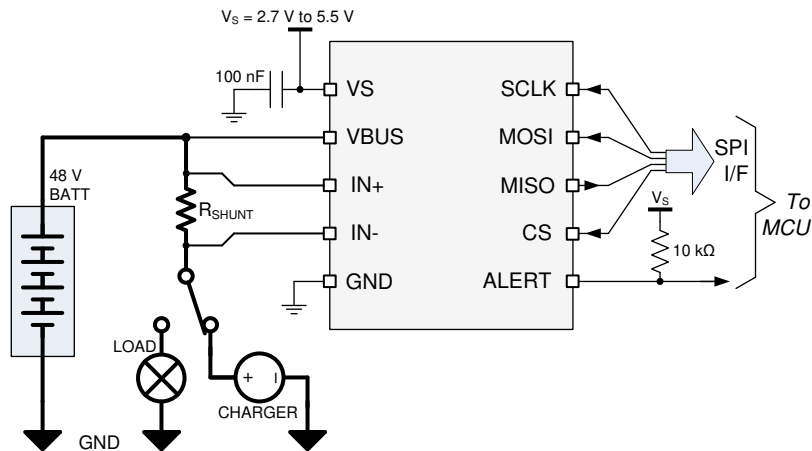 V_S = 2.7 V to 5.5 V
100 nF
VS
SCLK
VBUS
MOSI
SPI
I/F
48 V
BATT
IN+
MISO
R_SHUNT
V_S
To
MCU
IN-
CS
10 kΩ
GND
ALERT
LOAD
+
CHARGER
GND